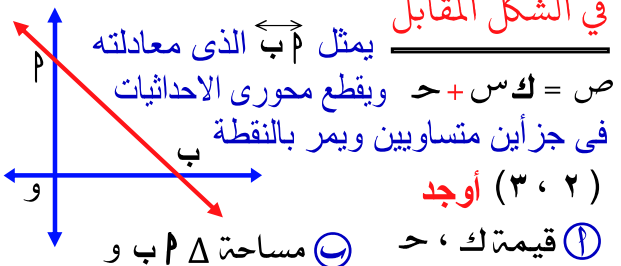 في الشكل المقابل
يمثل أب الذى معادلته
ص = ك س + حـ ويقطع محورى الاحداثيات
فى جزأين متساويين ويمر بالنقطة
( ٢ ، ٣ ) أوجد
أ قيمة ك ، حـ
ب مساحة Δ أ ب و
أ
ب
و